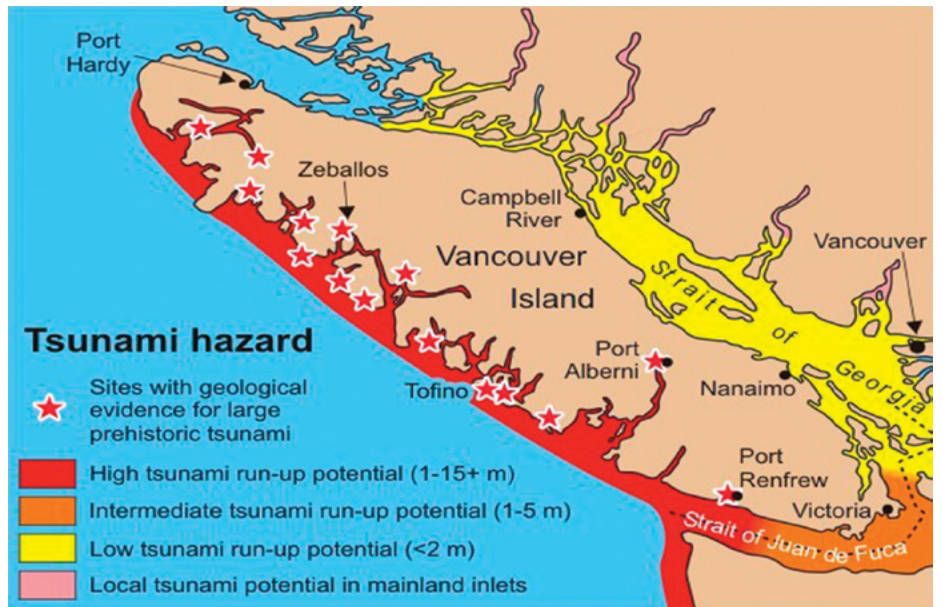 Port
Hardy
Zeballos
Campbell
River
Vancouver
Vancouver
Island
Strait of Georgia
Tsunami hazard
Sites with geological
evidence for large
prehistoric tsunami
Tofino
Port
Alberni
Nanaimo
High tsunami run-up potential (1-15+ m)
Port
Renfrew
Intermediate tsunami run-up potential (1-5 m)
Victoria
Strait of Juan de Fuca
Low tsunami run-up potential (<2 m)
Local tsunami potential in mainland inlets